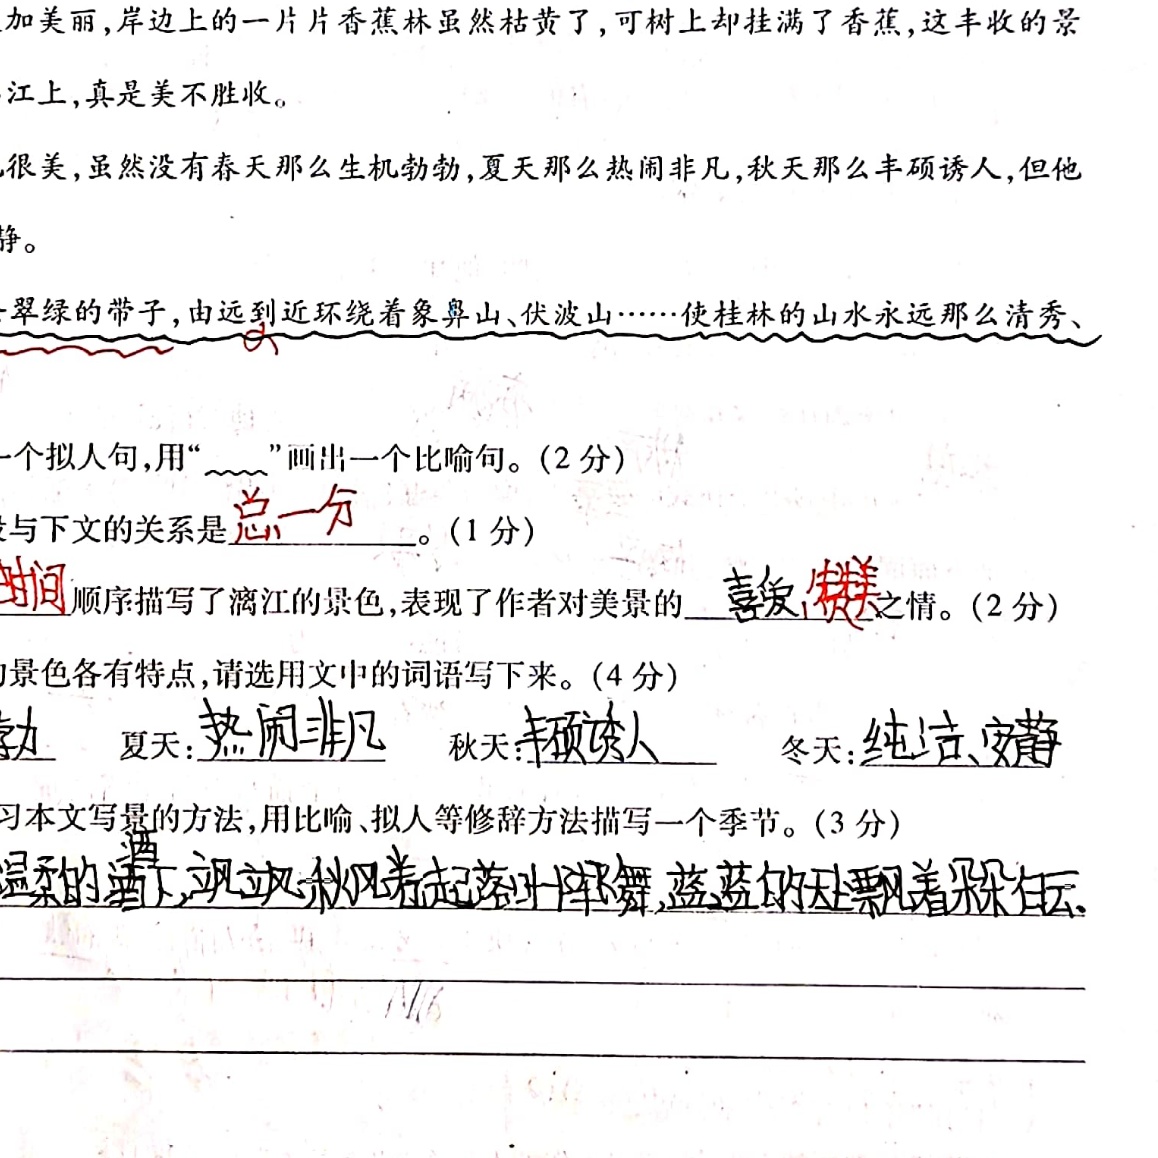 加美丽,岸边上的一片片香蕉林虽然枯黄了,可树上却挂满了香蕉,这丰收的景
江上,真是美不胜收。
很美,虽然没有春天那么生机勃勃,夏天那么热闹非凡,秋天那么丰硕诱人,但他
静。
翠绿的带子,由远到近环绕着象鼻山、伏波山……使桂林的山水永远那么清秀、
一个拟人句,用“﹏﹏”画出一个比喻句。(2 分)
与下文的关系是总一分。(1 分)
时间顺序描写了漓江的景色,表现了作者对美景的喜爱、赞美之情。(2 分)
景色各有特点,请选用文中的词语写下来。(4 分)
勃 夏天:热闹非凡 秋天:丰硕诱人 冬天:纯洁、安静
习本文写景的方法,用比喻、拟人等修辞方法描写一个季节。(3 分)
洒
温柔的洒下,飒飒秋风卷起落叶阵阵舞,蓝蓝的天上飘着朵朵白云。